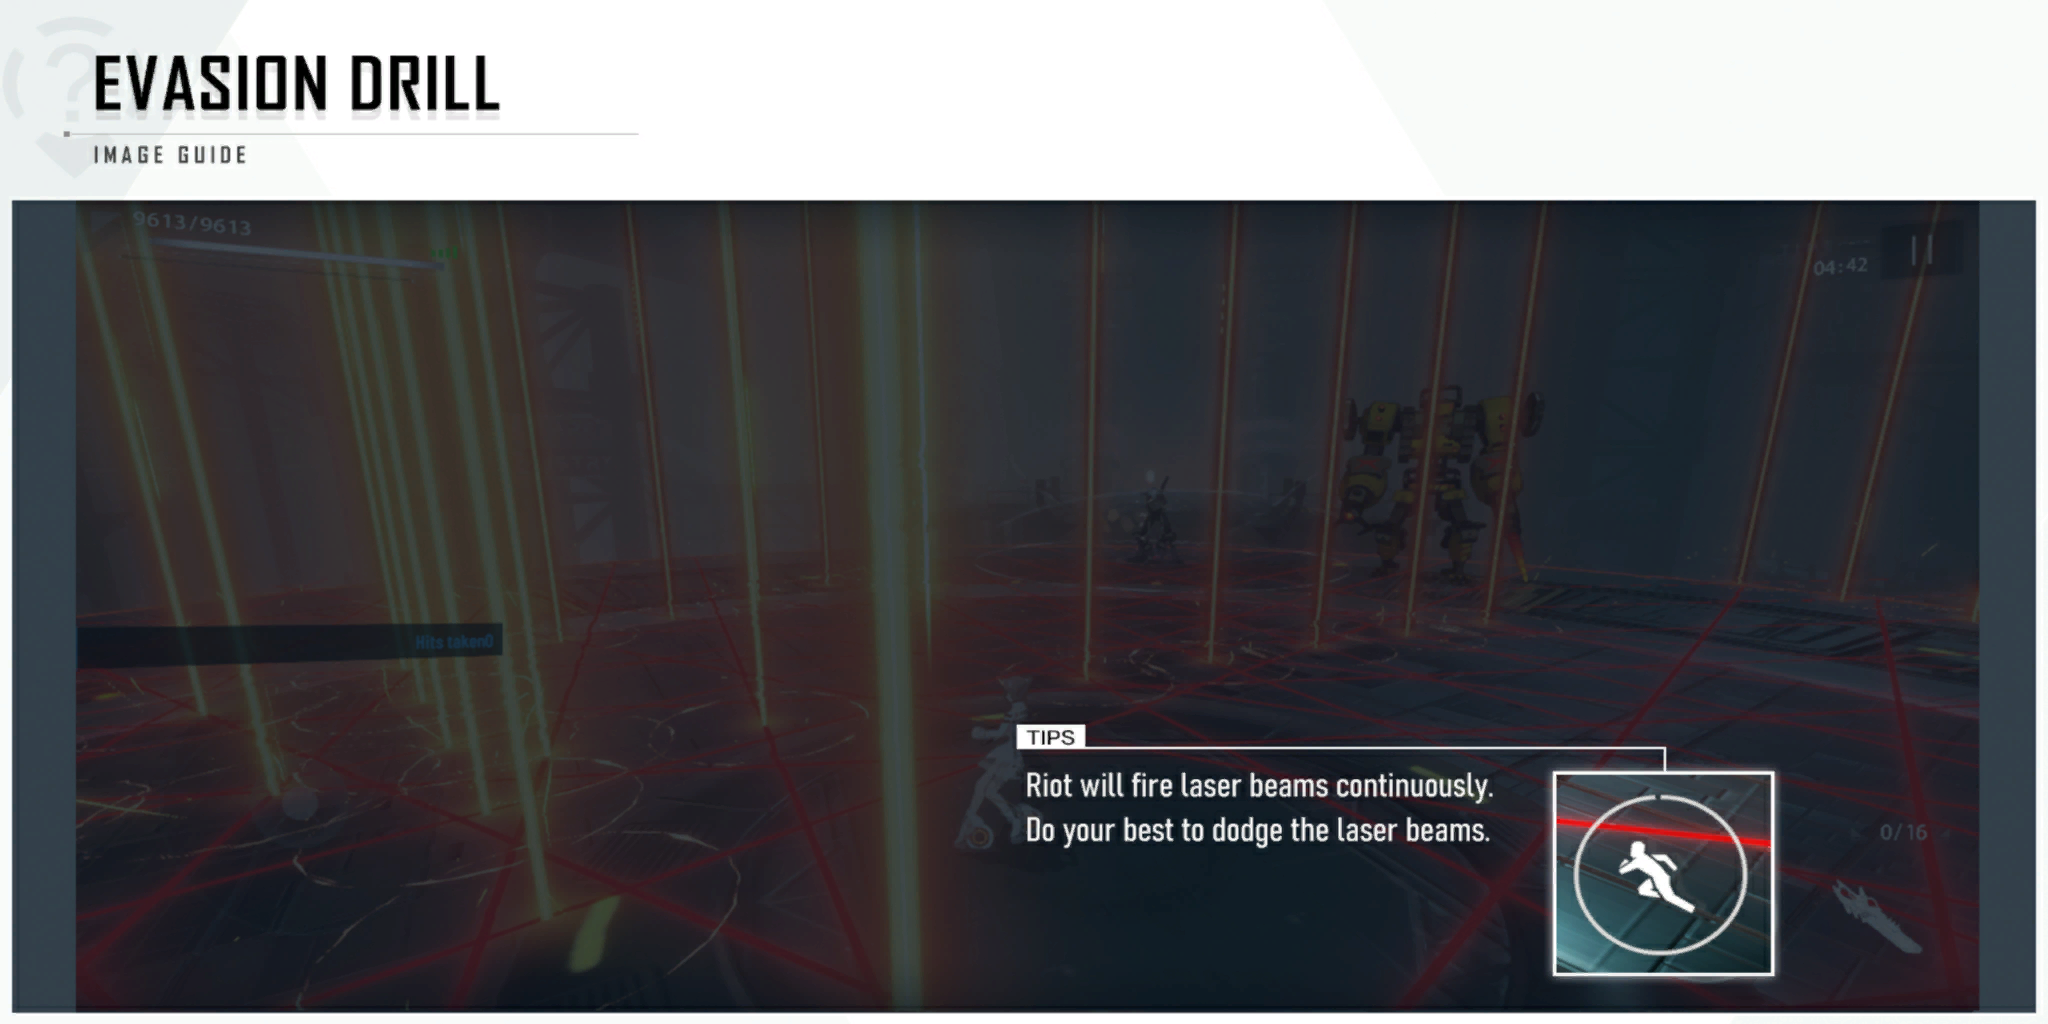 EVASION DRILL
IMAGE GUIDE
9613/9613
04:42
Hits taken0
TIPS
Riot will fire laser beams continuously.
Do your best to dodge the laser beams.
0/16